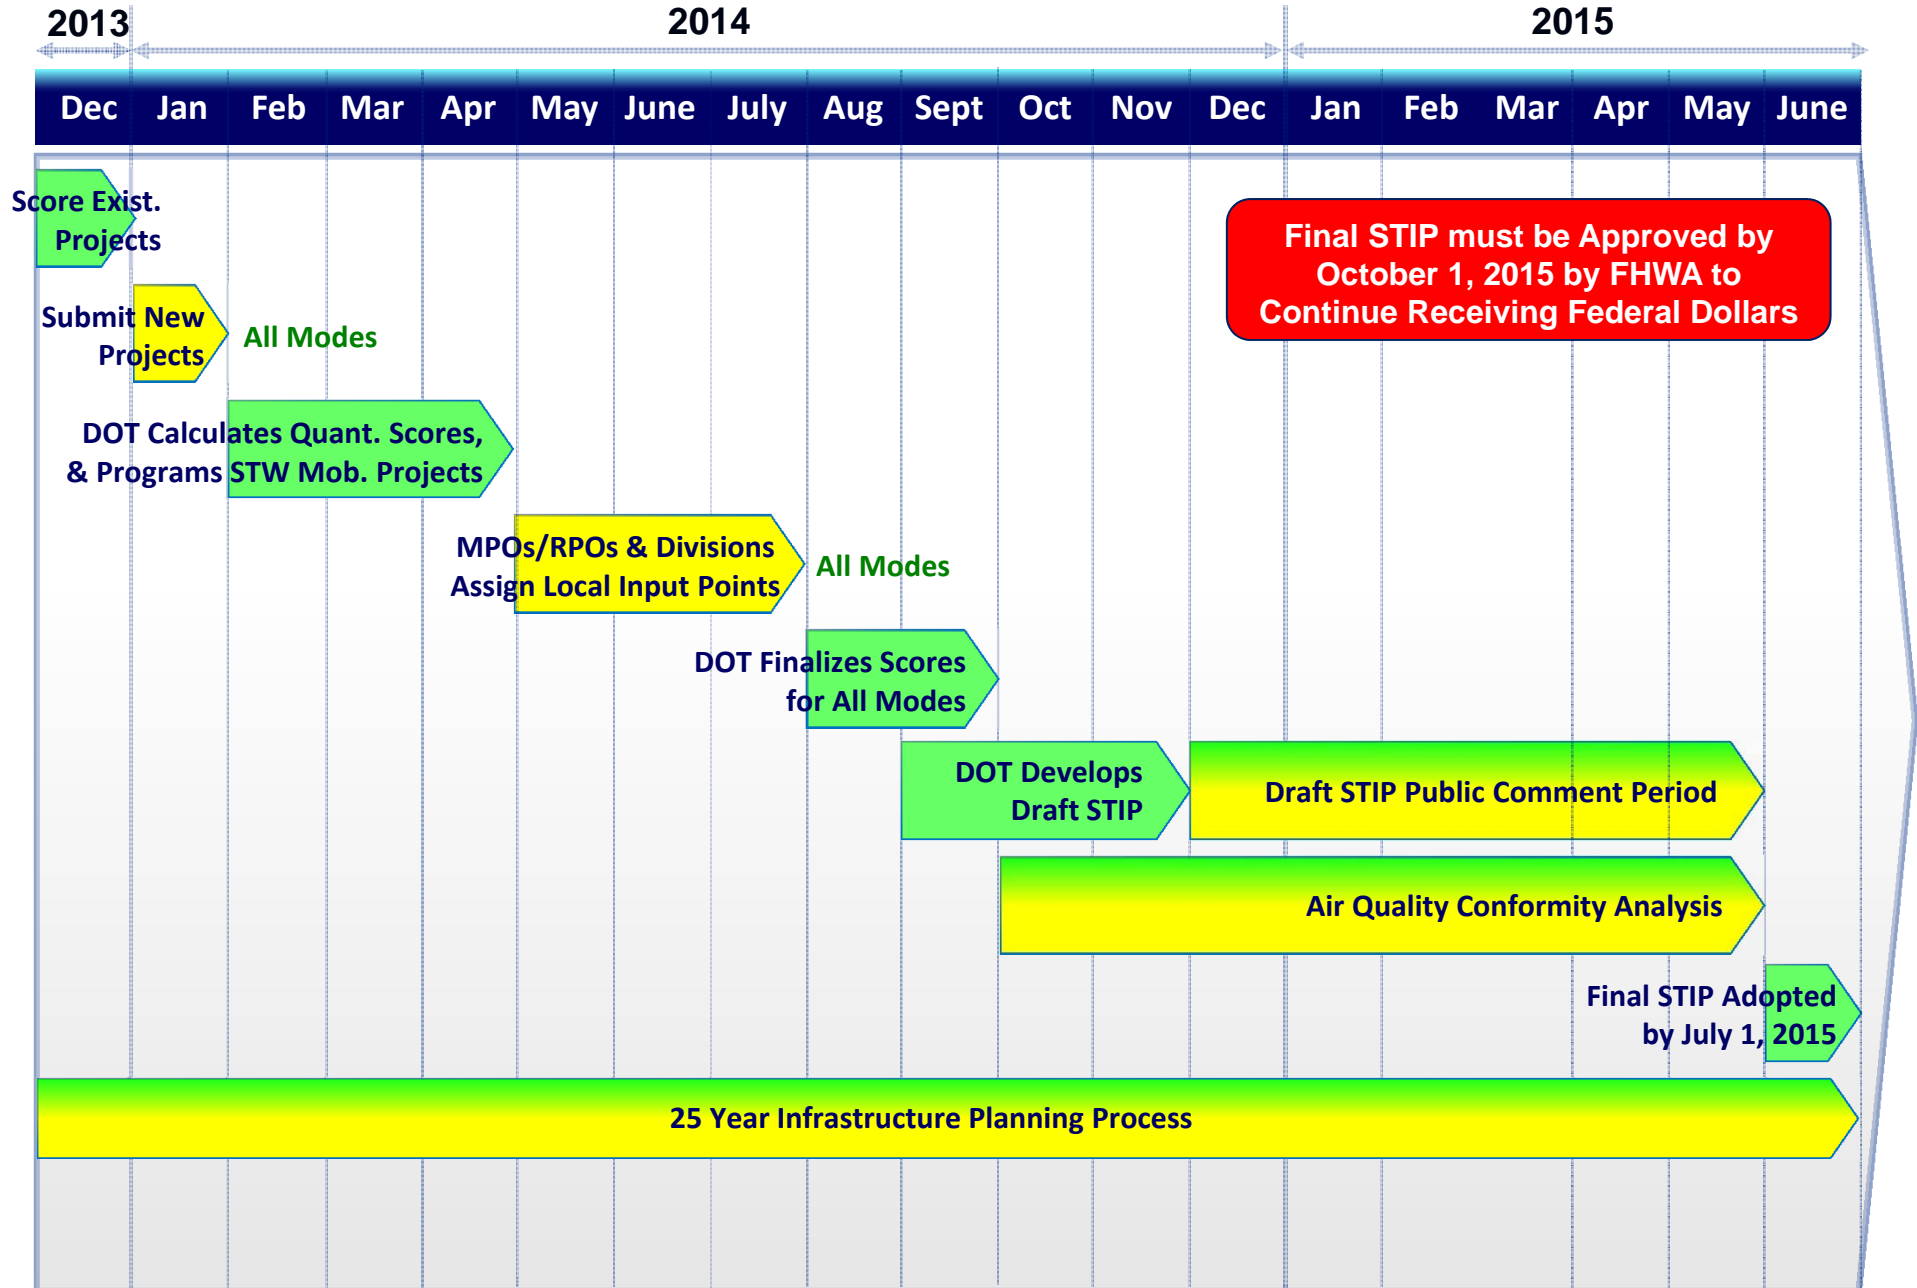 2013 2014 2015
Dec Jan Feb Mar Apr May June July Aug Sept Oct Nov Dec Jan Feb Mar Apr May June
Score Exist.
Projects
Final STIP must be Approved by
October 1, 2015 by FHWA to
Continue Receiving Federal Dollars
Submit New
Projects
All Modes
DOT Calculates Quant. Scores,
& Programs STW Mob. Projects
MPOs/RPOs & Divisions
Assign Local Input Points
All Modes
DOT Finalizes Scores
for All Modes
DOT Develops
Draft STIP
Draft STIP Public Comment Period
Air Quality Conformity Analysis
Final STIP Adopted
by July 1, 2015
25 Year Infrastructure Planning Process